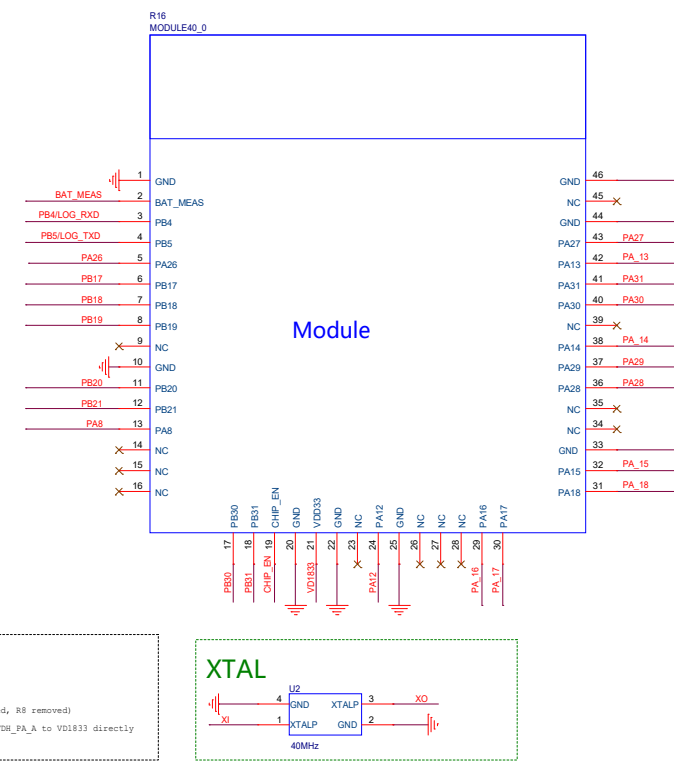 R16
MODULE40_0
1 GND
BAT_MEAS 2 BAT_MEAS
PB4/LOG_RXD 3 PB4
PB5/LOG_TXD 4 PB5
PA26 5 PA26
PB17 6 PB17
PB18 7 PB18
PB19 8 PB19
9 NC
10 GND
PB20 11 PB20
PB21 12 PB21
PA8 13 PA8
14 NC
15 NC
16 NC
Module
GND 46
NC 45
GND 44
PA27 43 PA27
PA13 42 PA_13
PA31 41 PA31
PA30 40 PA30
NC 39
PA14 38 PA_14
PA29 37 PA29
PA28 36 PA28
NC 35
NC 34
GND 33
PA15 32 PA_15
PA18 31 PA_18
PB30 17 PB30
PB31 18 PB31
CHIP_EN 19 CHIP_EN
GND 20
VDD33 21 VD1833
GND 22
NC 23
PA12 24 PA12
GND 25
NC 26
NC 27
NC 28
PA16 29 PA_16
PA17 30 PA_17
d, R8 removed)
DH_PA_A to VD1833 directly
XTAL
U2
4 GND XTALP 3 XO
XI 1 XTALP GND 2
40MHz